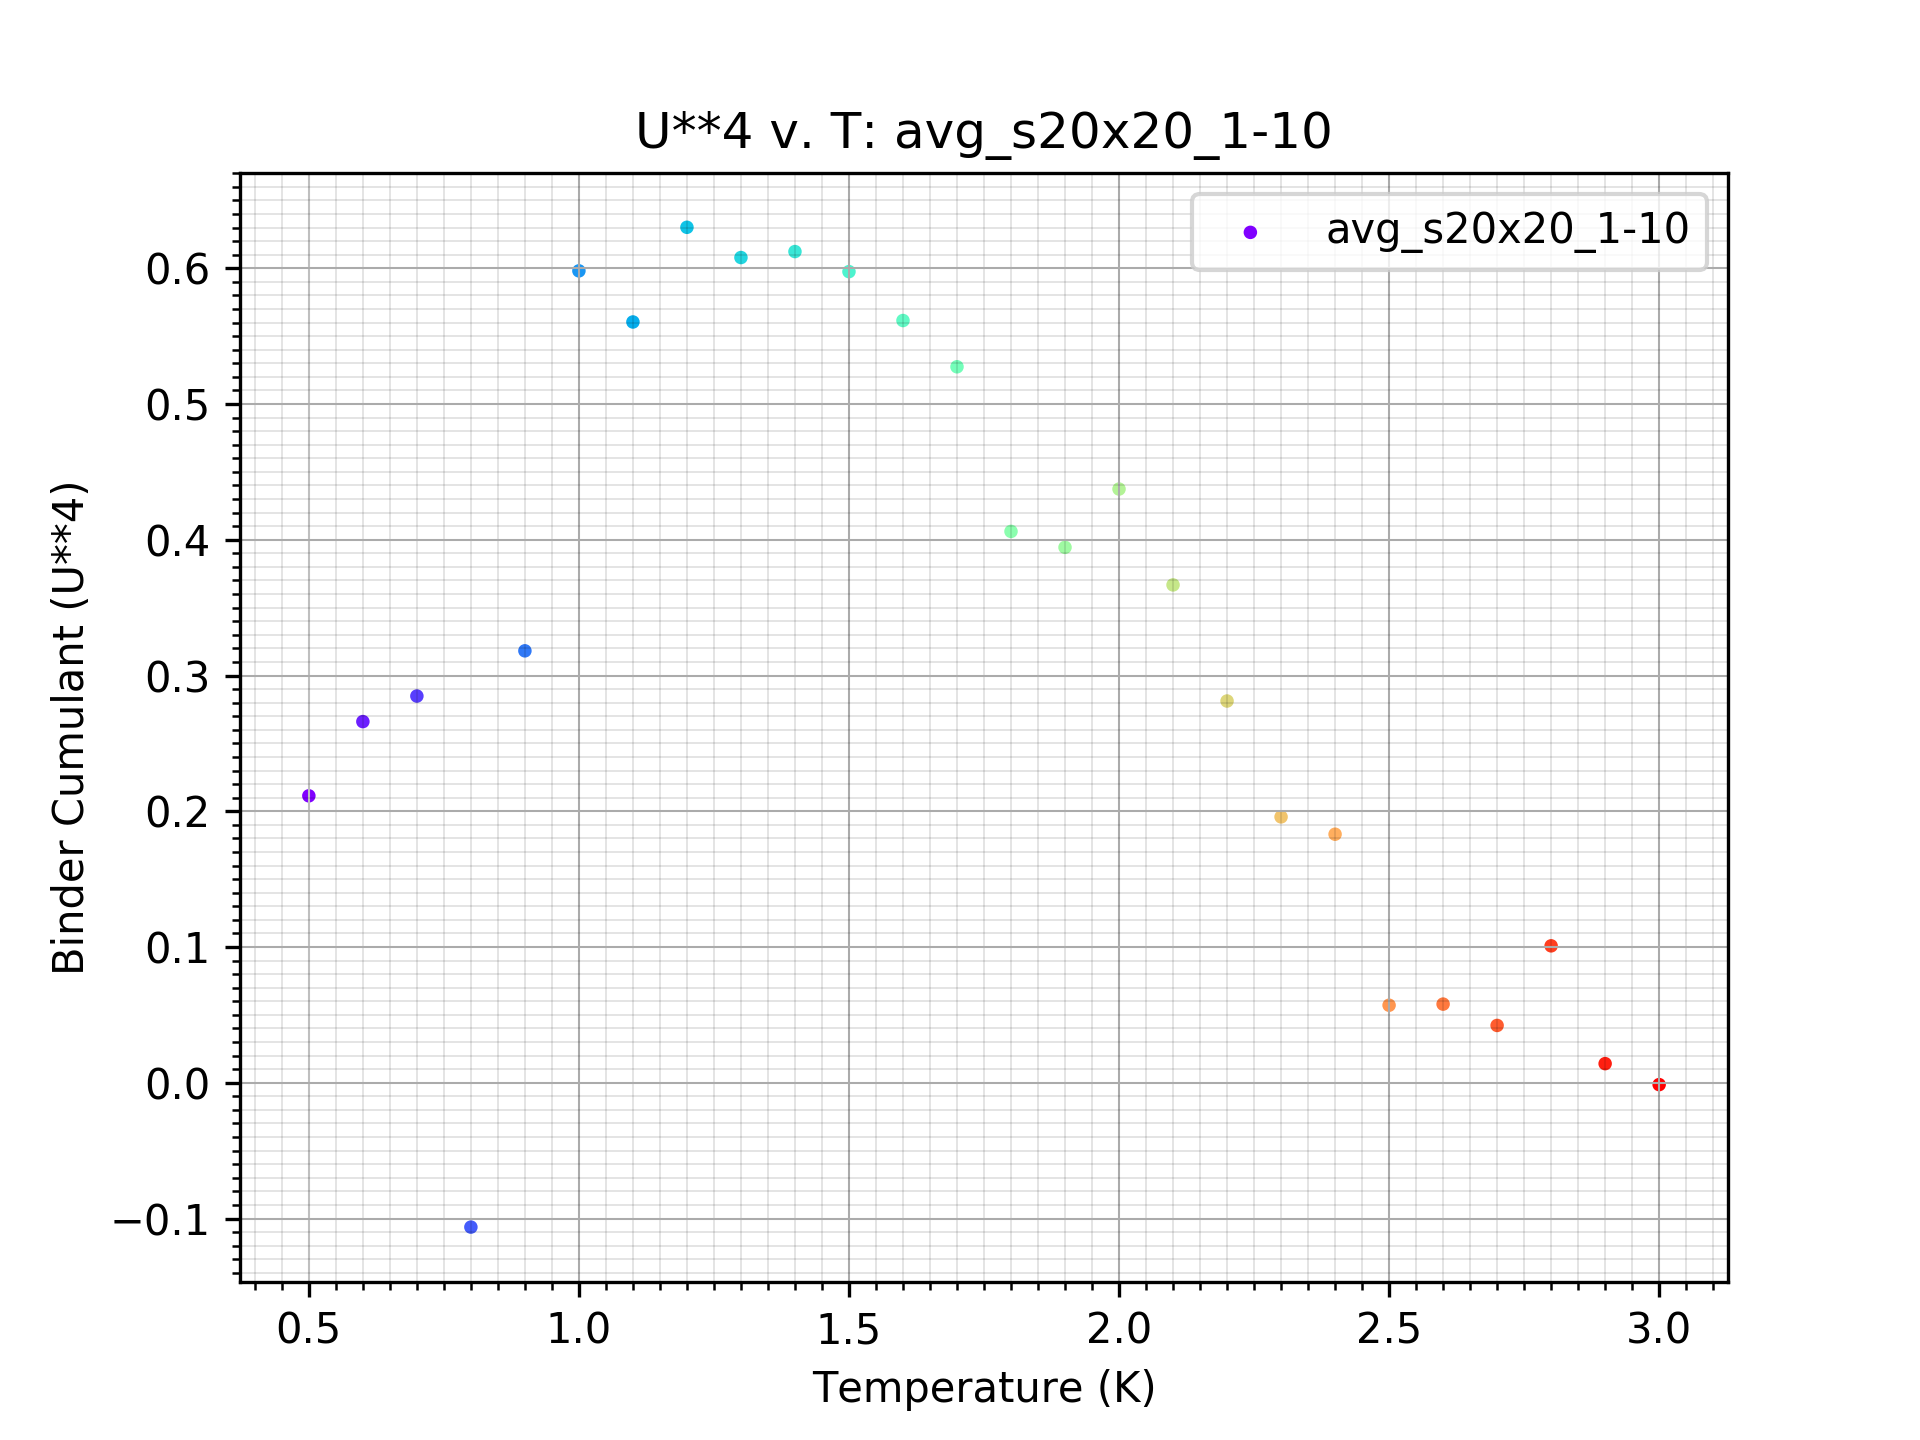 U**4 v. T: avg_s20x20_1-10
avg_s20x20_1-10
Binder Cumulant (U**4)
0.6
0.5
0.4
0.3
0.2
0.1
0.0
−0.1
0.5 1.0 1.5 2.0 2.5 3.0
Temperature (K)